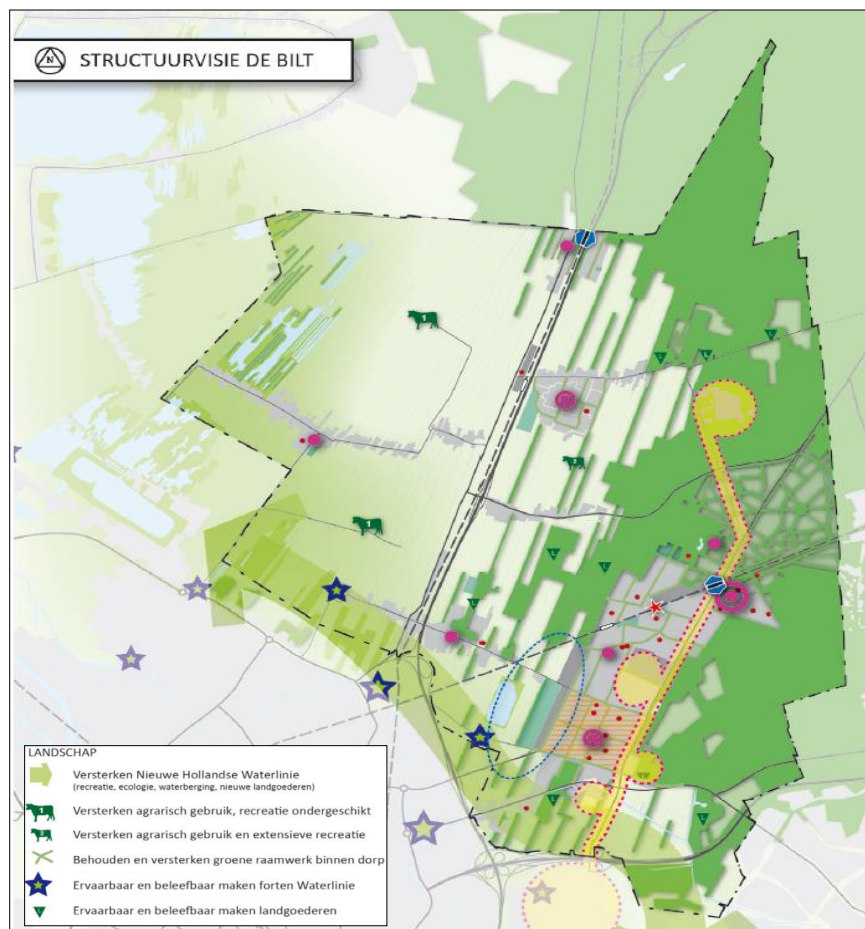 N STRUCTUURVISIE DE BILT
LANDSCHAP
Versterken Nieuwe Hollandse Waterlinie
(recreatie, ecologie, waterberging, nieuwe landgoederen)
1 Versterken agrarisch gebruik, recreatie ondergeschikt
2 Versterken agrarisch gebruik en extensieve recreatie
Behouden en versterken groene raamwerk binnen dorp
Ervaarbaar en beleefbaar maken forten Waterlinie
L Ervaarbaar en beleefbaar maken landgoederen